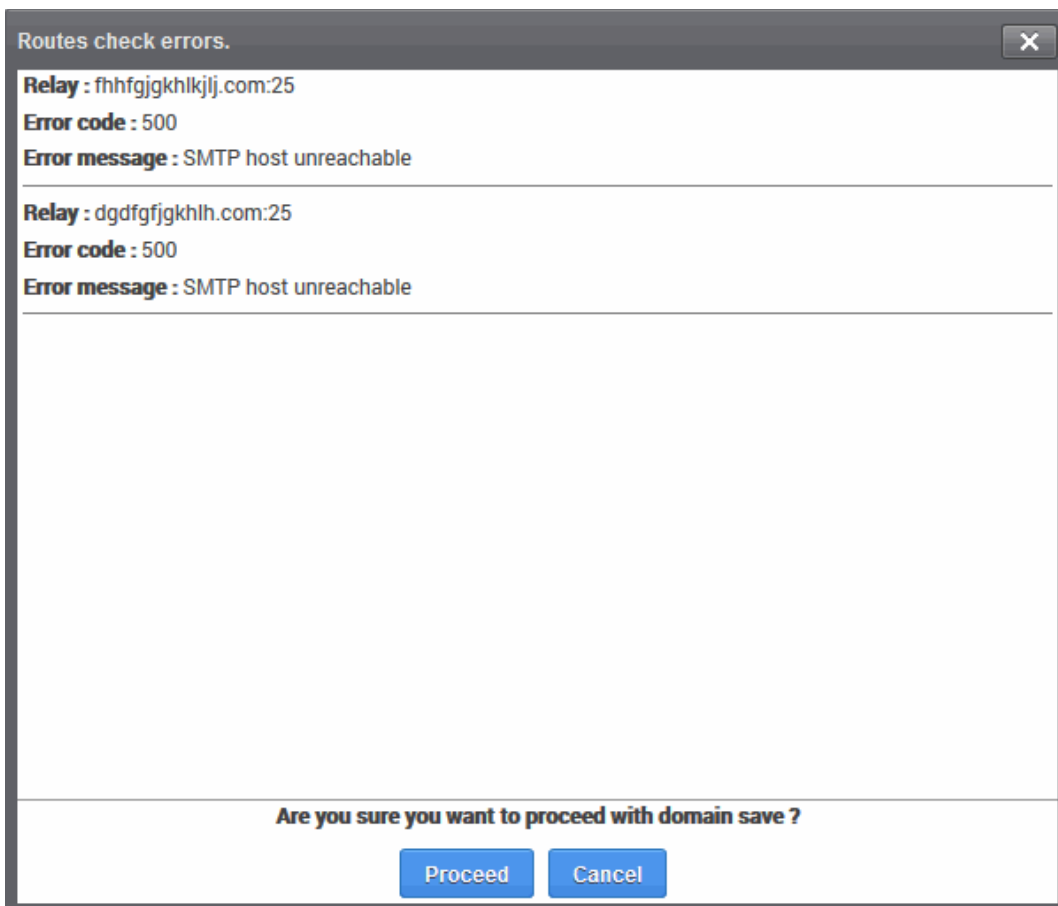 Routes check errors.
Relay : fhhfgjgkhlkjlj.com:25
Error code : 500
Error message : SMTP host unreachable
Relay : dgdfgfjgkhlh.com:25
Error code : 500
Error message : SMTP host unreachable
Are you sure you want to proceed with domain save ?
Proceed Cancel